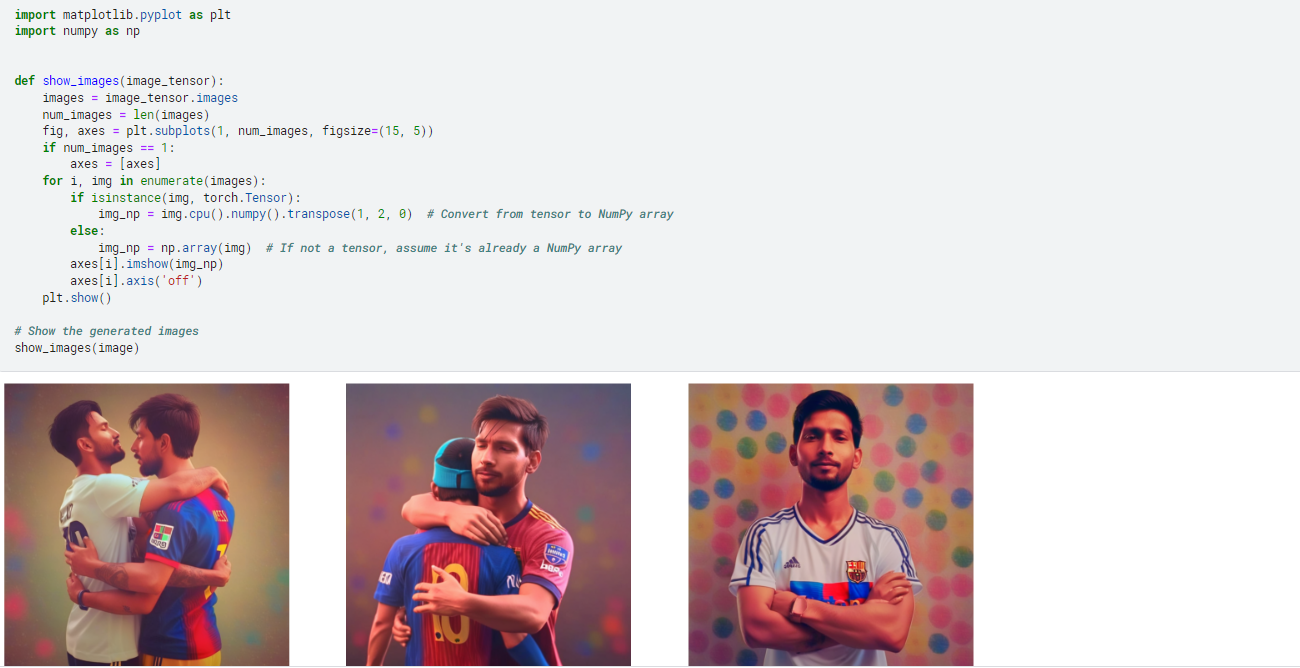 import matplotlib.pyplot as plt
import numpy as np
def show_images(image_tensor):
    images = image_tensor.images
    num_images = len(images)
    fig, axes = plt.subplots(1, num_images, figsize=(15, 5))
    if num_images == 1:
        axes = [axes]
    for i, img in enumerate(images):
        if isinstance(img, torch.Tensor):
            img_np = img.cpu().numpy().transpose(1, 2, 0)  # Convert from tensor to NumPy array
        else:
            img_np = np.array(img)  # If not a tensor, assume it's already a NumPy array
        axes[i].imshow(img_np)
        axes[i].axis('off')
    plt.show()
# Show the generated images
show_images(image)
10